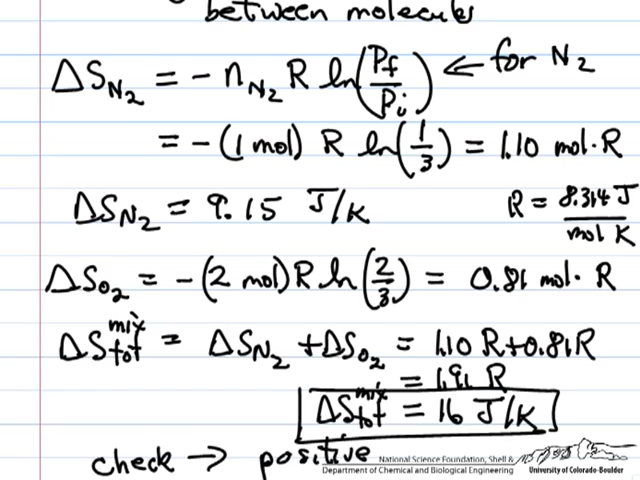 between molecules
ΔS_N₂ = - n_N₂ R ln(P_f/P_i) ← for N₂
= -(1 mol) R ln(1/3) = 1.10 mol·R
ΔS_N₂ = 9.15 J/K R = 8.314 J/mol K
ΔS_O₂ = -(2 mol) R ln(2/3) = 0.81 mol·R
ΔS_tot^mix = ΔS_N₂ + ΔS_O₂ = 1.10 R + 0.81 R
= 1.91 R
ΔS_tot^mix = 16 J/K
check → positive
National Science Foundation, Shell &
Department of Chemical and Biological Engineering
University of Colorado-Boulder